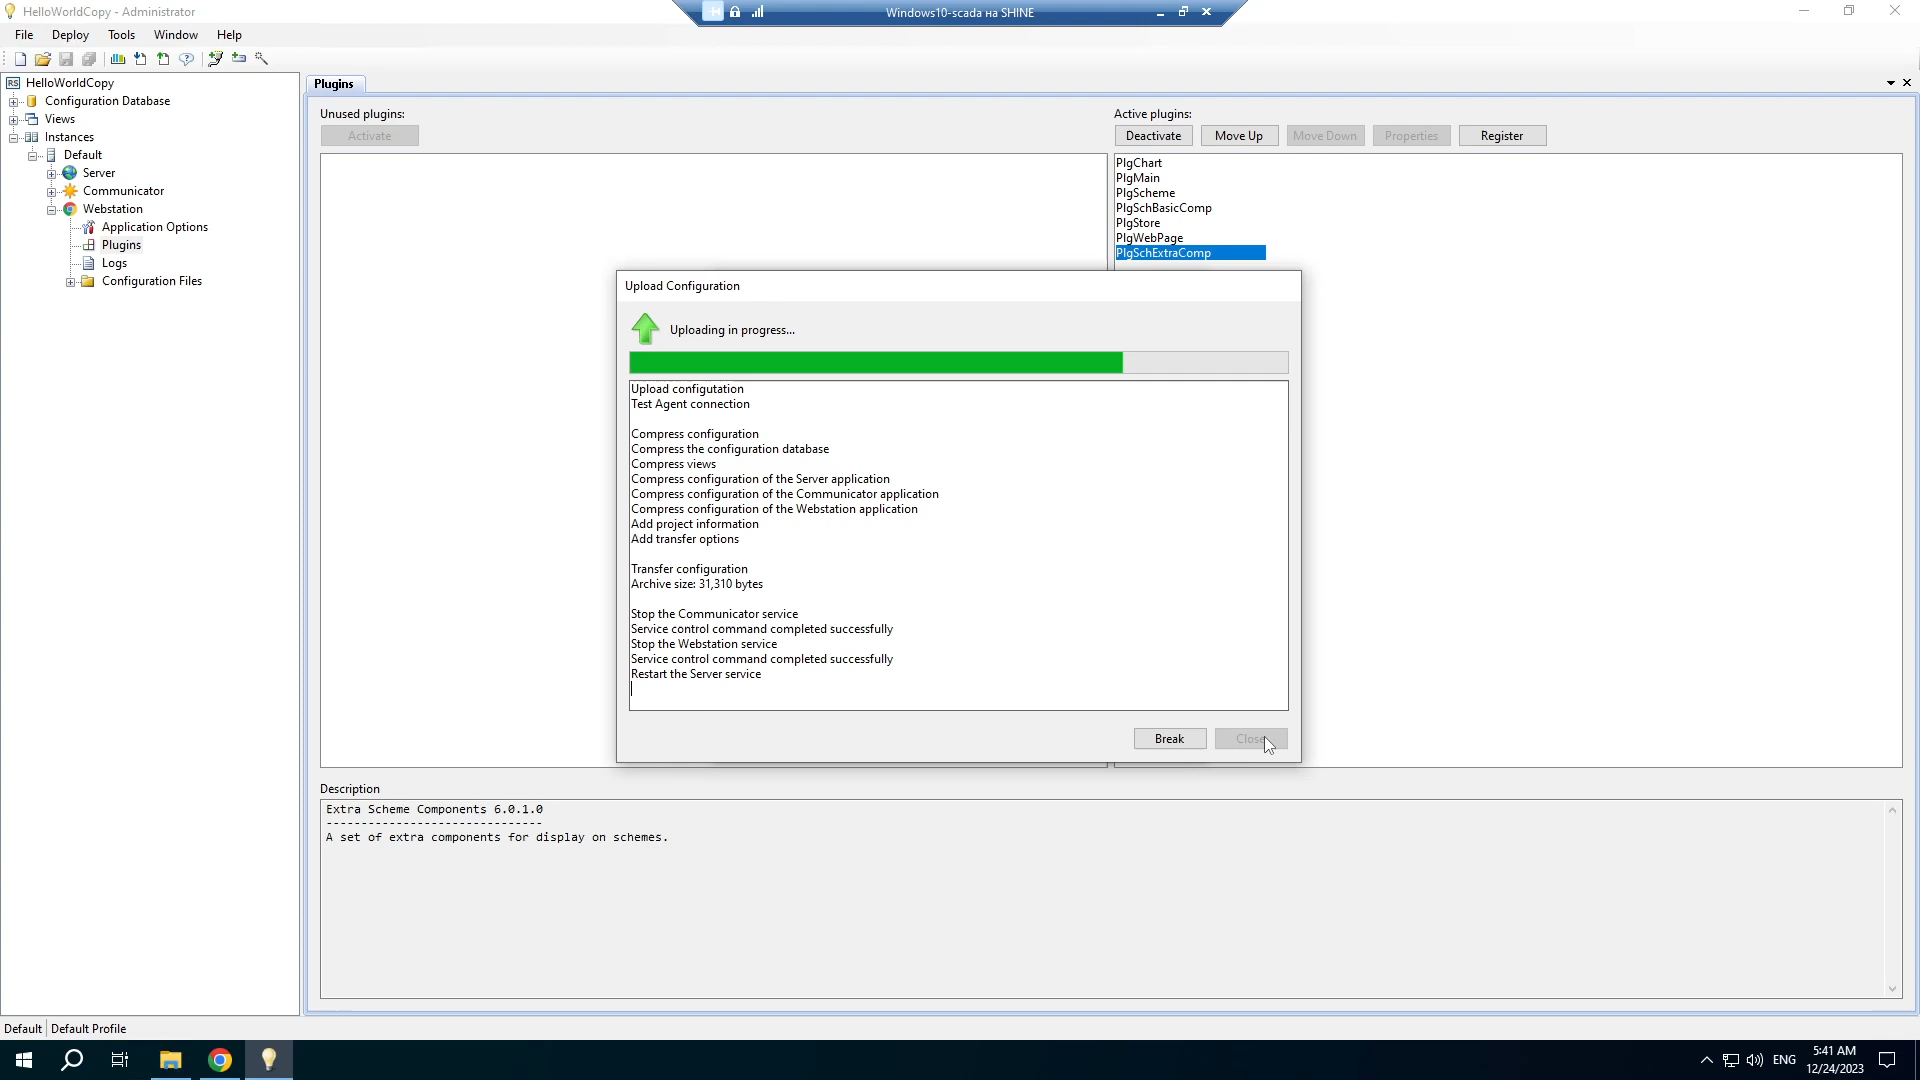 HelloWorldCopy - Administrator
Windows10-scada на SHINE
File Deploy Tools Window Help
HelloWorldCopy
Configuration Database
Views
Instances
Default
Server
Communicator
Webstation
Application Options
Plugins
Logs
Configuration Files
Plugins
Unused plugins:
Activate
Active plugins:
Deactivate Move Up Move Down Properties Register
PlgChart
PlgMain
PlgScheme
PlgSchBasicComp
PlgStore
PlgWebPage
PlgSchExtraComp
Upload Configuration
Uploading in progress...
Upload configutation
Test Agent connection
Compress configuration
Compress the configuration database
Compress views
Compress configuration of the Server application
Compress configuration of the Communicator application
Compress configuration of the Webstation application
Add project information
Add transfer options
Transfer configuration
Archive size: 31,310 bytes
Stop the Communicator service
Service control command completed successfully
Stop the Webstation service
Service control command completed successfully
Restart the Server service
Break Close
Description
Extra Scheme Components 6.0.1.0
-------------------------------
A set of extra components for display on schemes.
Default Default Profile
ENG
5:41 AM
12/24/2023